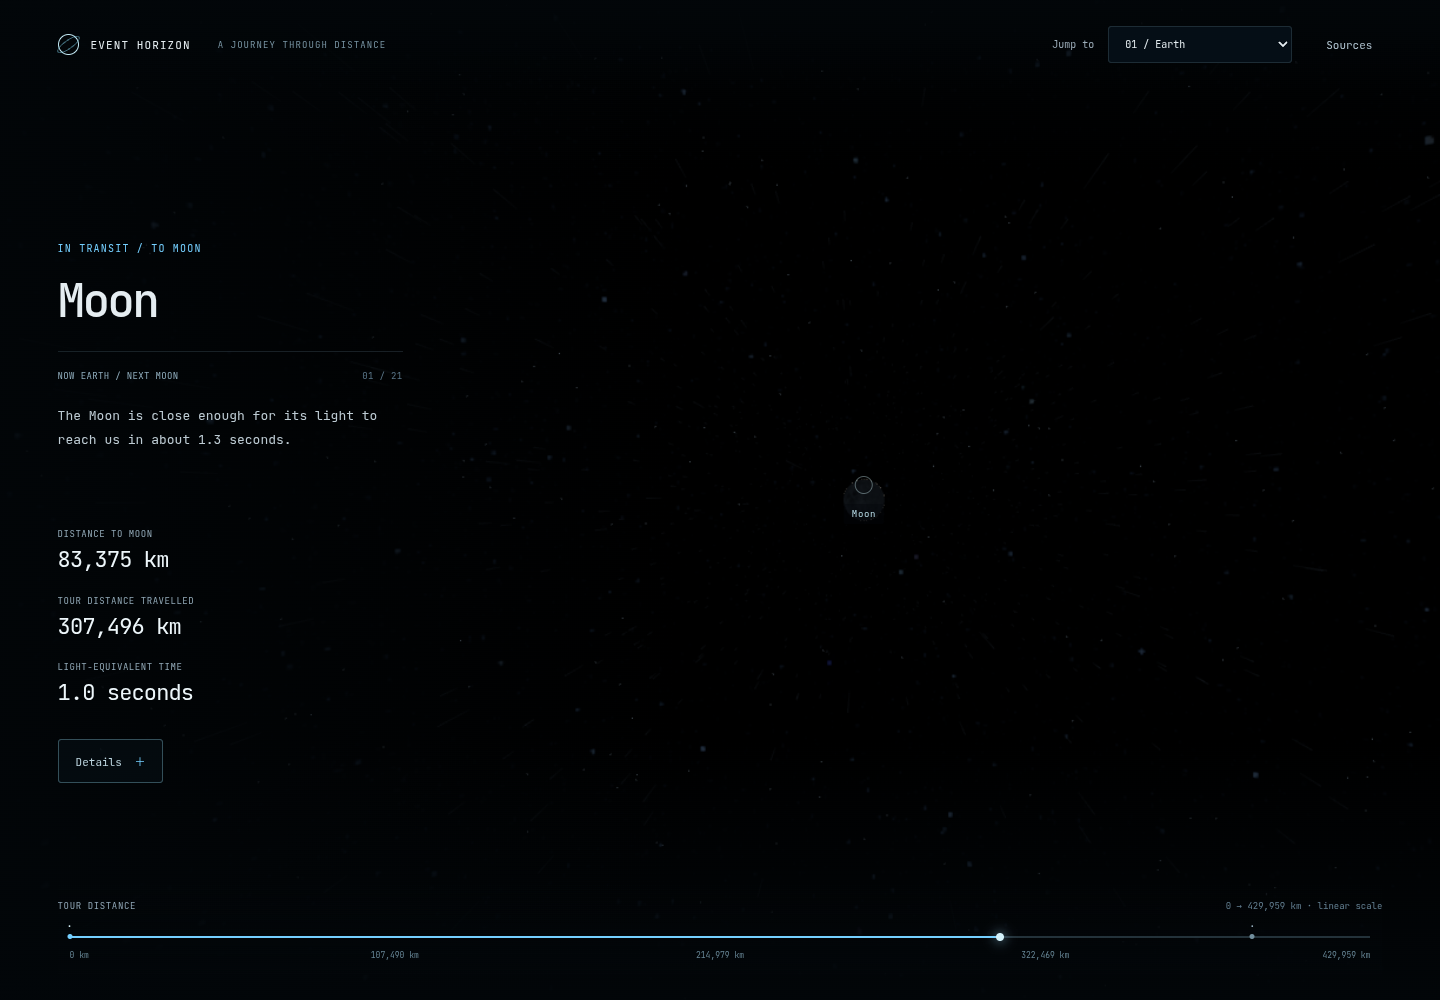 EVENT HORIZON
A JOURNEY THROUGH DISTANCE
Jump to
01 / Earth
Sources
IN TRANSIT / TO MOON
Moon
NOW EARTH / NEXT MOON
01 / 21
The Moon is close enough for its light to
reach us in about 1.3 seconds.
Moon
DISTANCE TO MOON
83,375 km
TOUR DISTANCE TRAVELLED
307,496 km
LIGHT-EQUIVALENT TIME
1.0 seconds
Details +
TOUR DISTANCE
0 → 429,959 km · linear scale
0 km
107,490 km
214,979 km
322,469 km
429,959 km